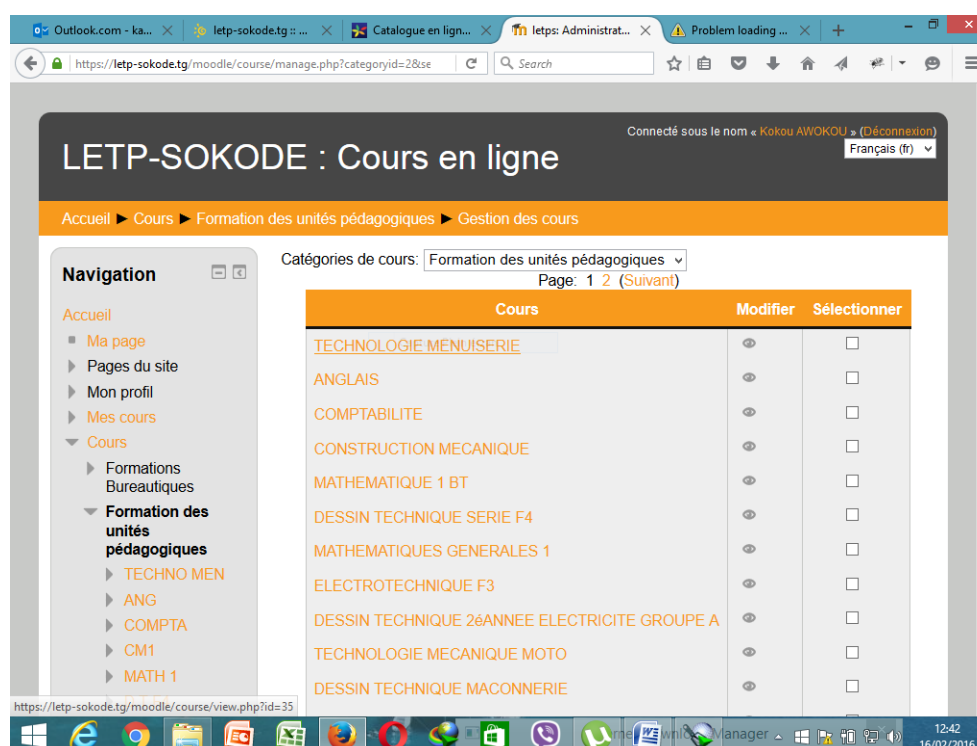 Outlook.com - ka...
letp-sokode.tg :: ...
Catalogue en lign...
letps: Administrat...
Problem loading ...
https://letp-sokode.tg/moodle/course/manage.php?categoryid=2&se
Search
Connecté sous le nom « Kokou AWOKOU » (Déconnexion)
Français (fr)
LETP-SOKODE : Cours en ligne
Accueil ► Cours ► Formation des unités pédagogiques ► Gestion des cours
Navigation
Accueil
Ma page
Pages du site
Mon profil
Mes cours
Cours
Formations
Bureautiques
Formation des
unités
pédagogiques
TECHNO MEN
ANG
COMPTA
CM1
MATH 1
Catégories de cours: Formation des unités pédagogiques
Page: 1 2 (Suivant)
Cours Modifier Sélectionner
TECHNOLOGIE MENUISERIE
ANGLAIS
COMPTABILITE
CONSTRUCTION MECANIQUE
MATHEMATIQUE 1 BT
DESSIN TECHNIQUE SERIE F4
MATHEMATIQUES GENERALES 1
ELECTROTECHNIQUE F3
DESSIN TECHNIQUE 2éANNEE ELECTRICITE GROUPE A
TECHNOLOGIE MECANIQUE MOTO
DESSIN TECHNIQUE MACONNERIE
https://letp-sokode.tg/moodle/course/view.php?id=35
Manager
12:42